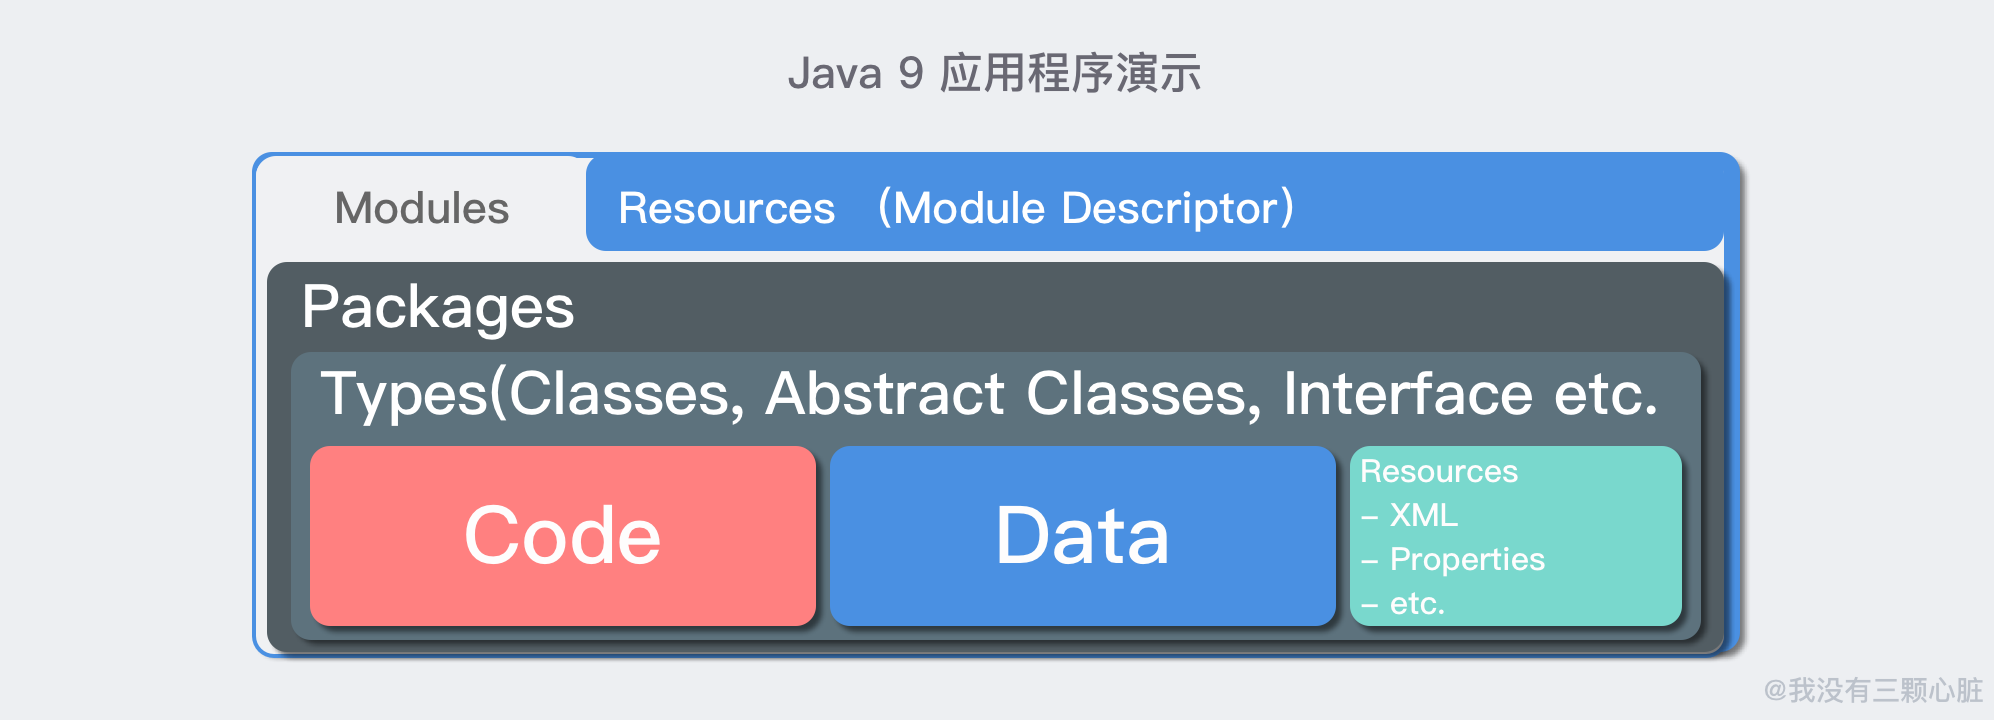 Java 9 应用程序演示
Modules
Resources （Module Descriptor）
Packages
Types(Classes, Abstract Classes, Interface etc.
Code
Data
Resources
- XML
- Properties
- etc.
@我没有三颗心脏